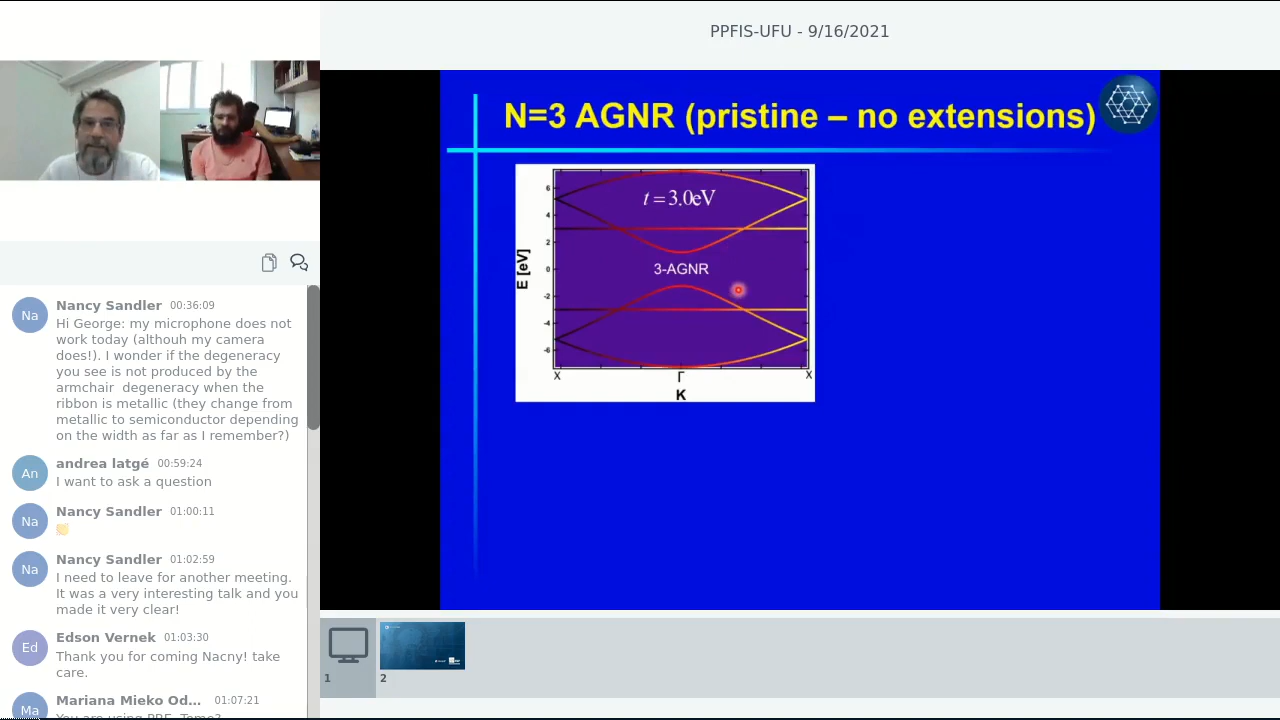 PPFIS-UFU - 9/16/2021
N=3 AGNR (pristine – no extensions)
t = 3.0eV
3-AGNR
E [eV]
6
4
2
0
-2
-4
-6
X
Γ
X
K
Na
Nancy Sandler 00:36:09
Hi George: my microphone does not
work today (althouh my camera
does!). I wonder if the degeneracy
you see is not produced by the
armchair degeneracy when the
ribbon is metallic (they change from
metallic to semiconductor depending
on the width as far as I remember?)
An
andrea latgé 00:59:24
I want to ask a question
Na
Nancy Sandler 01:00:11
Na
Nancy Sandler 01:02:59
I need to leave for another meeting.
It was a very interesting talk and you
made it very clear!
Ed
Edson Vernek 01:03:30
Thank you for coming Nacny! take
care.
Ma
Mariana Mieko Od... 01:07:21
1
2